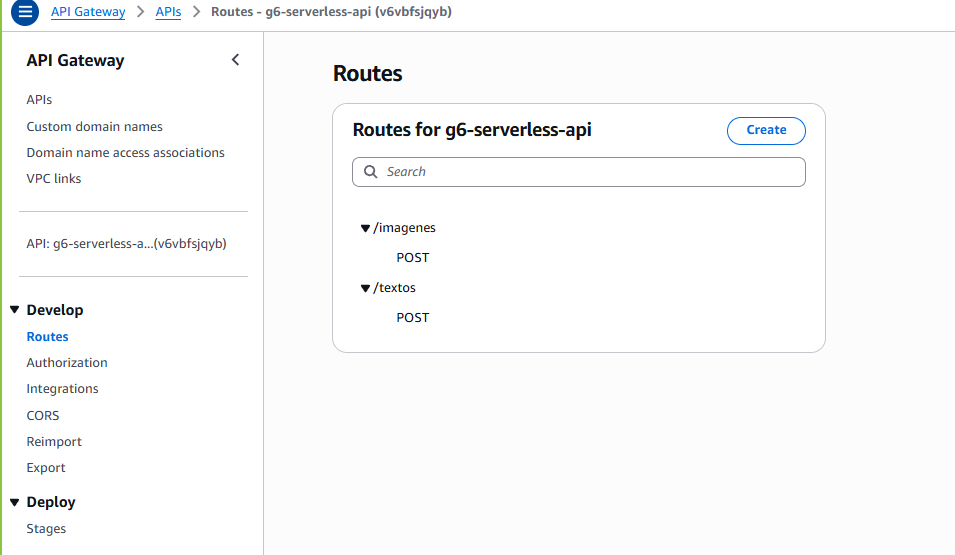 API Gateway > APIs > Routes - g6-serverless-api (v6vbfsjqyb)
API Gateway
APIs
Custom domain names
Domain name access associations
VPC links
API: g6-serverless-a...(v6vbfsjqyb)
Develop
Routes
Authorization
Integrations
CORS
Reimport
Export
Deploy
Stages
Routes
Routes for g6-serverless-api
Create
Search
/imagenes
POST
/textos
POST